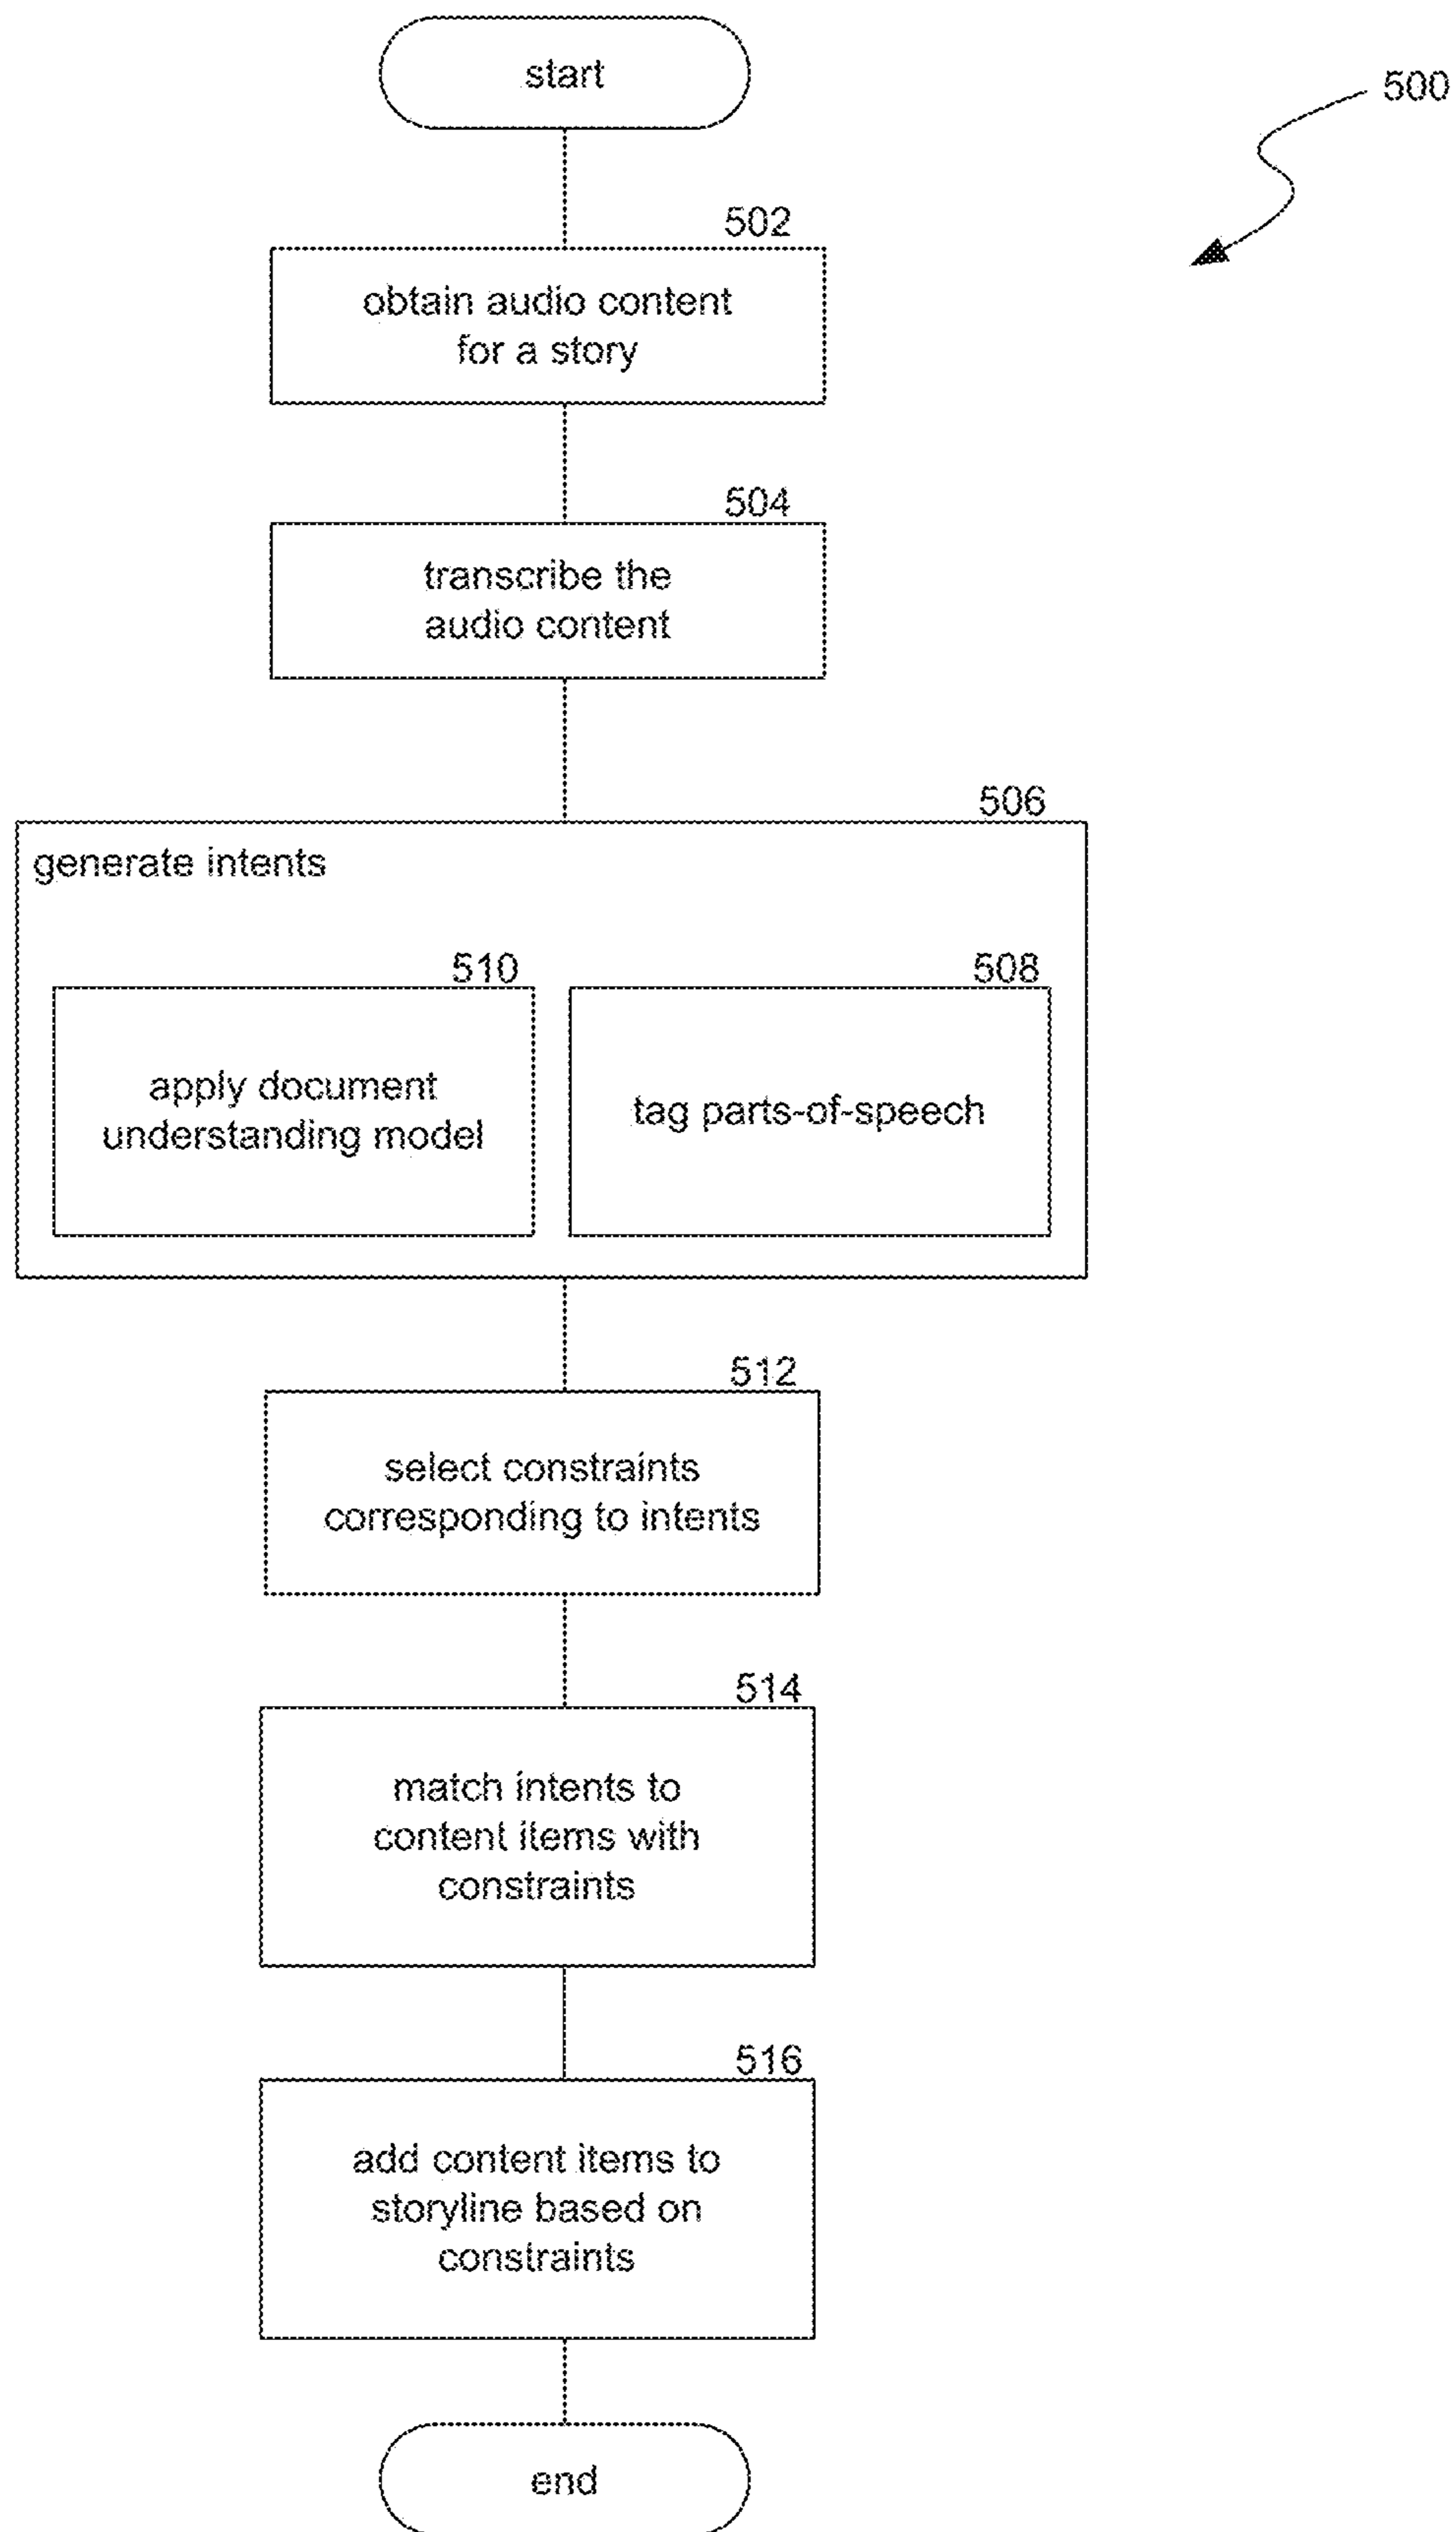 start
500
502
obtain audio content
for a story
504
transcribe the
audio content
506
generate intents
510
apply document
understanding model
508
tag parts-of-speech
512
select constraints
corresponding to intents
514
match intents to
content items with
constraints
516
add content items to
storyline based on
constraints
end